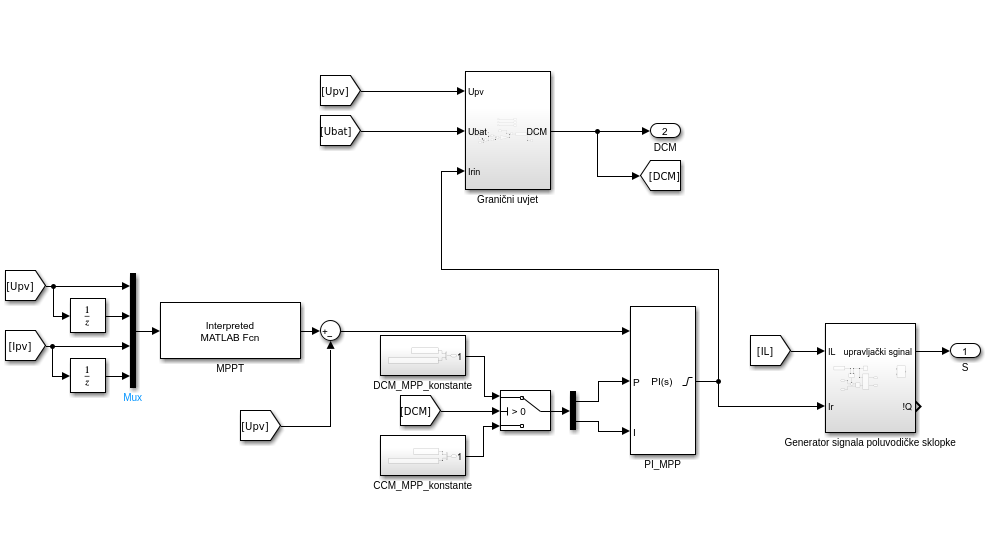 [Upv]
Upv
[Ubat]
Ubat
DCM
2
DCM
Irin
[DCM]
Granični uvjet
[Upv]
1
z
[Ipv]
1
z
Mux
Interpreted
MATLAB Fcn
MPPT
+
−
[Upv]
1
DCM_MPP_konstante
[DCM]
> 0
1
CCM_MPP_konstante
P
PI(s)
I
PI_MPP
[IL]
IL
upravljački sginal
Ir
!Q
Generator signala poluvodičke sklopke
1
S